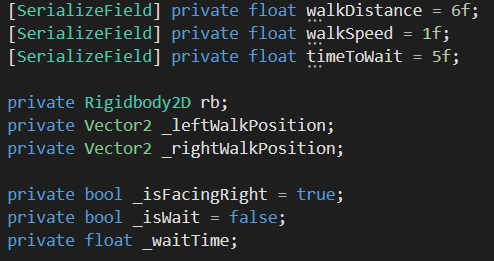 [SerializeField] private float walkDistance = 6f;
[SerializeField] private float walkSpeed = 1f;
[SerializeField] private float timeToWait = 5f;
private Rigidbody2D rb;
private Vector2 _leftWalkPosition;
private Vector2 _rightWalkPosition;
private bool _isFacingRight = true;
private bool _isWait = false;
private float _waitTime;